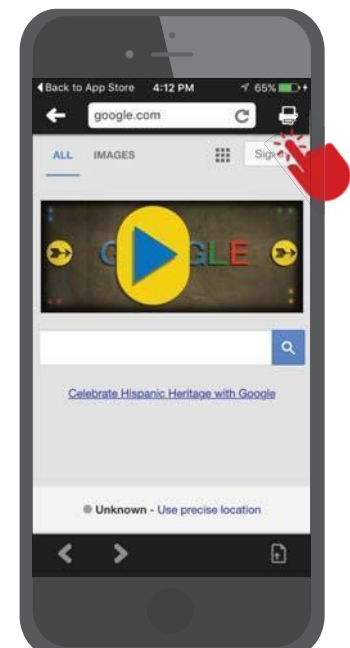 Back to App Store 4:12 PM 65%
google.com
ALL IMAGES
G GLE
Celebrate Hispanic Heritage with Google
Unknown - Use precise location